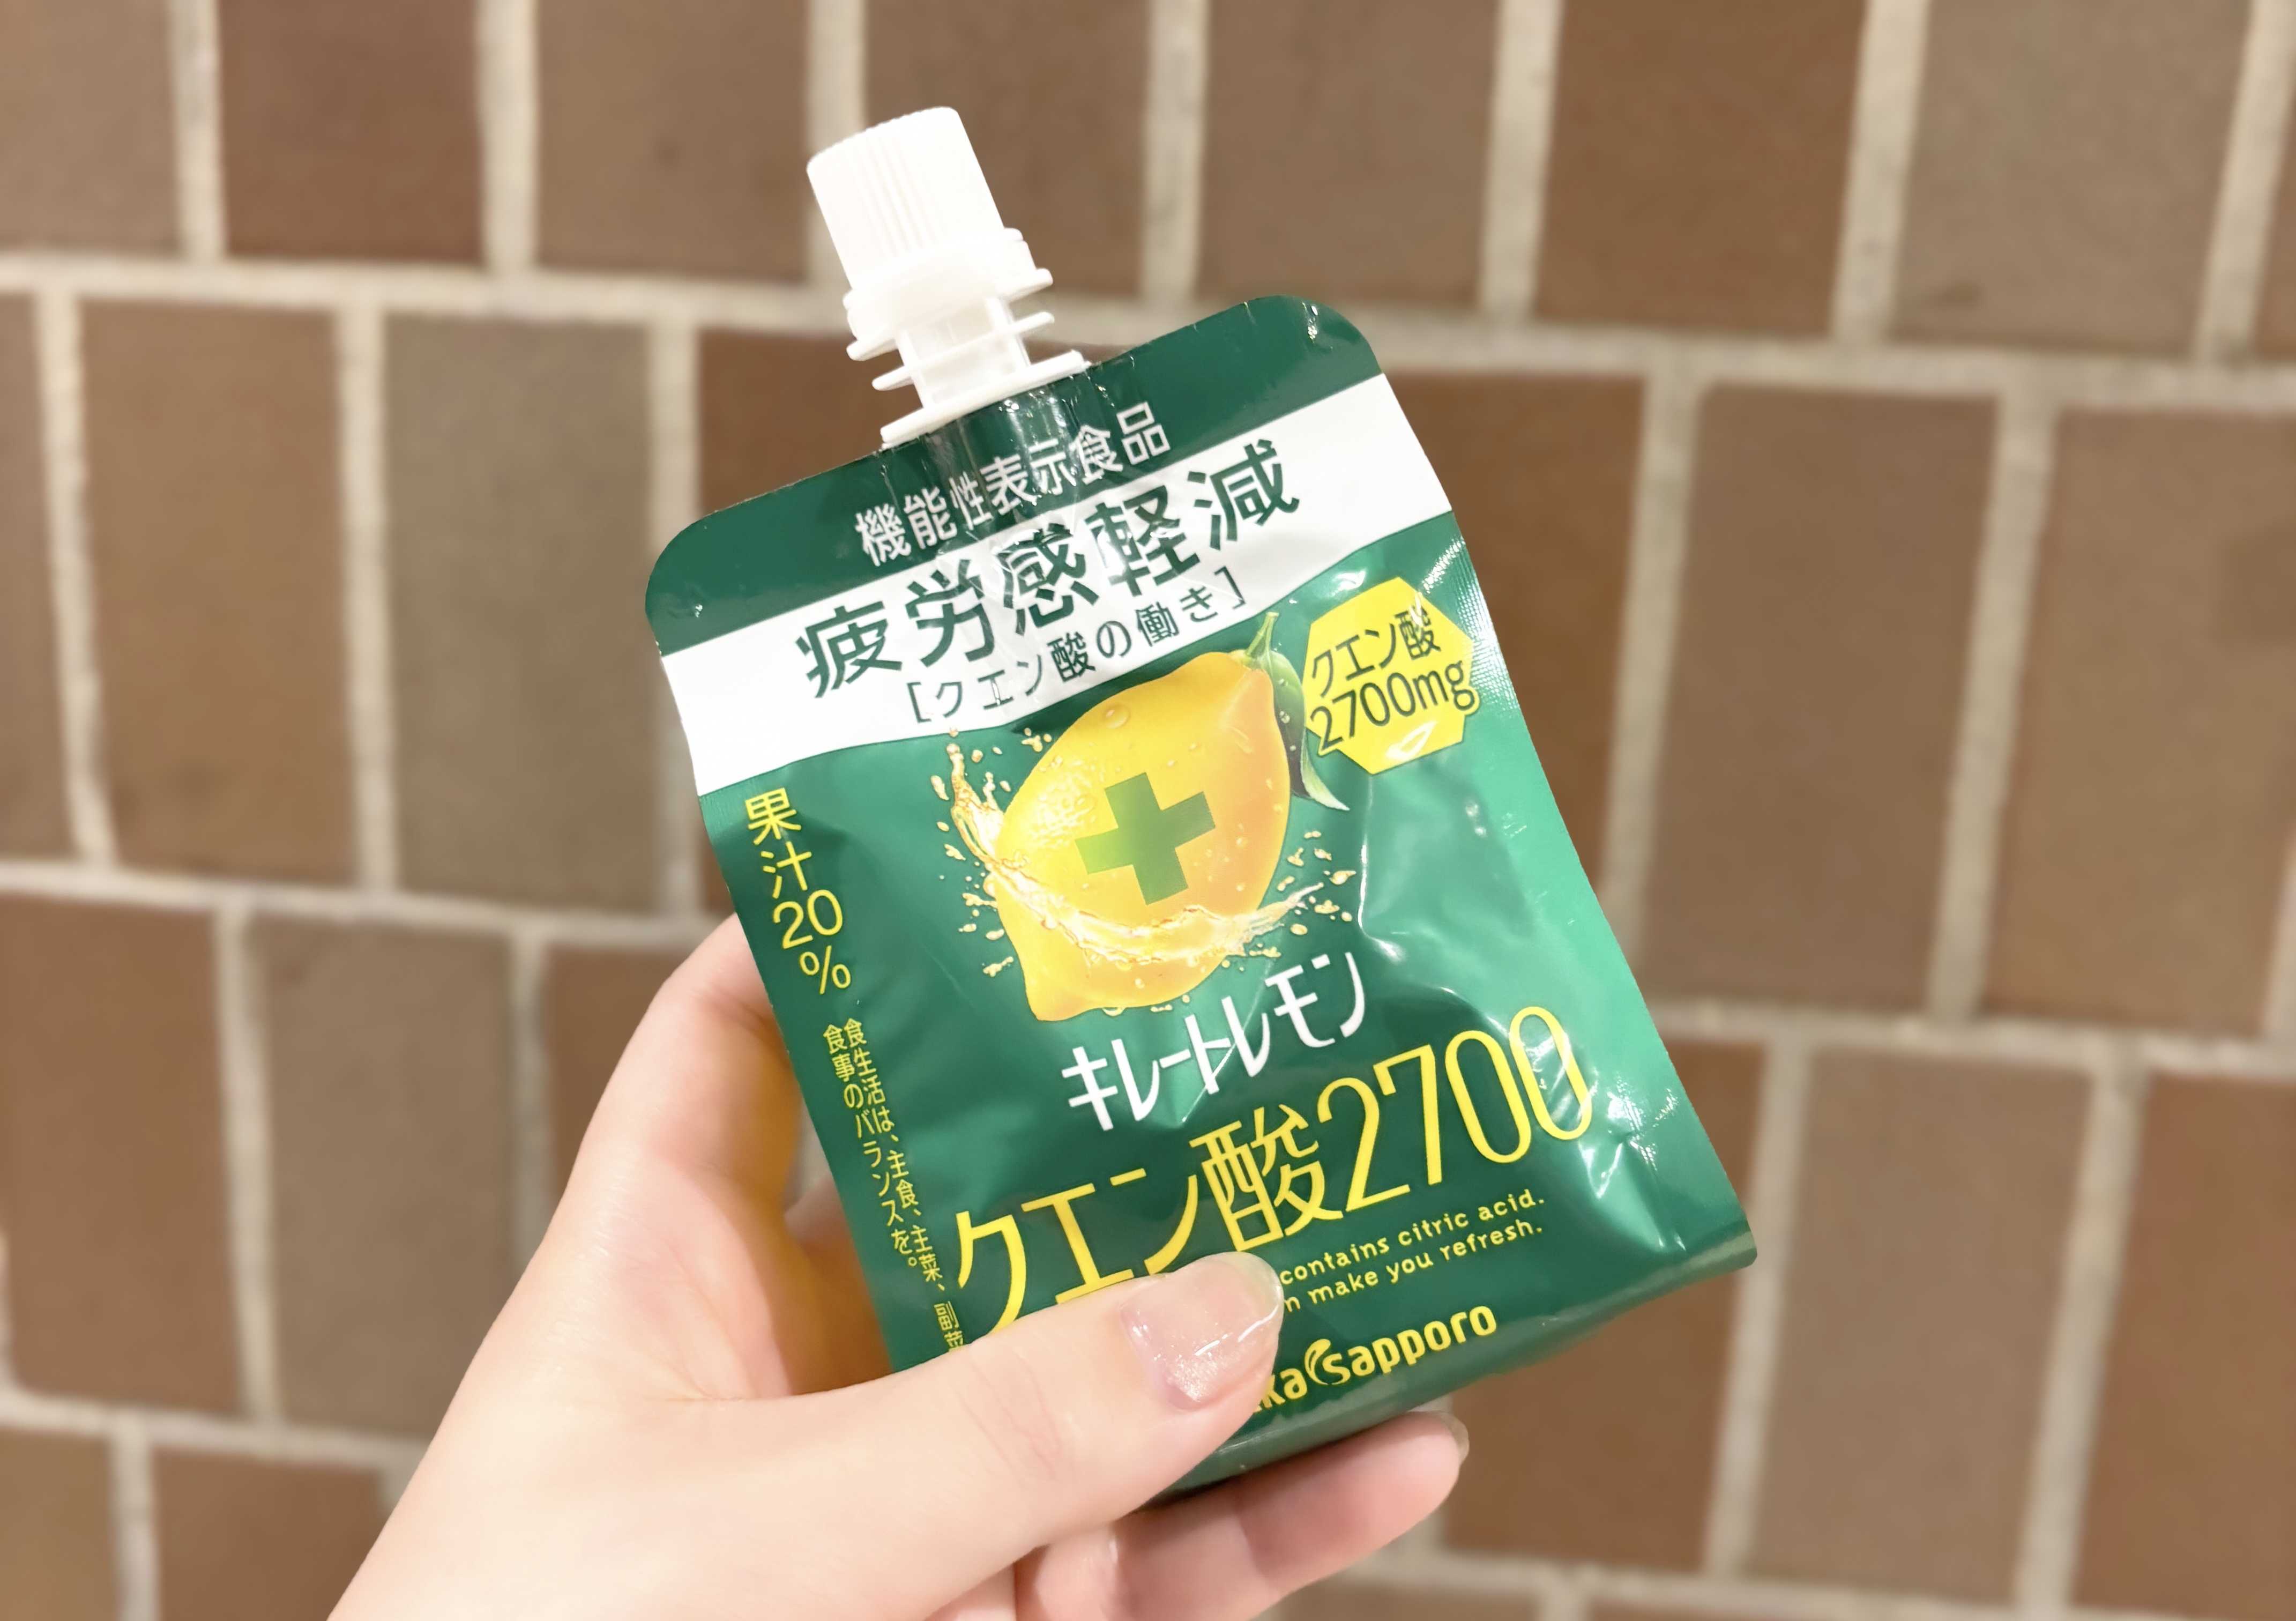 機能性表示食品
疲労感軽減
[クエン酸の働き]
クエン酸
2700mg
果汁20%
食生活は、主食、主菜、副菜
食事のバランスを。
キレートレモン
クエン酸2700
contains citric acid.
make you refresh.
sapporo